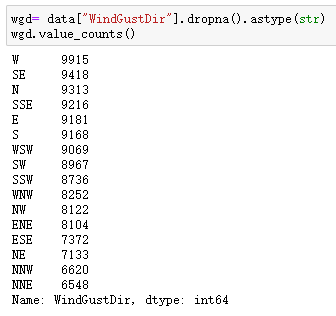 wgd= data["WindGustDir"].dropna().astype(str)
wgd.value_counts()
W 9915
SE 9418
N 9313
SSE 9216
E 9181
S 9168
WSW 9069
SW 8967
SSW 8736
WNW 8252
NW 8122
ENE 8104
ESE 7372
NE 7133
NNW 6620
NNE 6548
Name: WindGustDir, dtype: int64